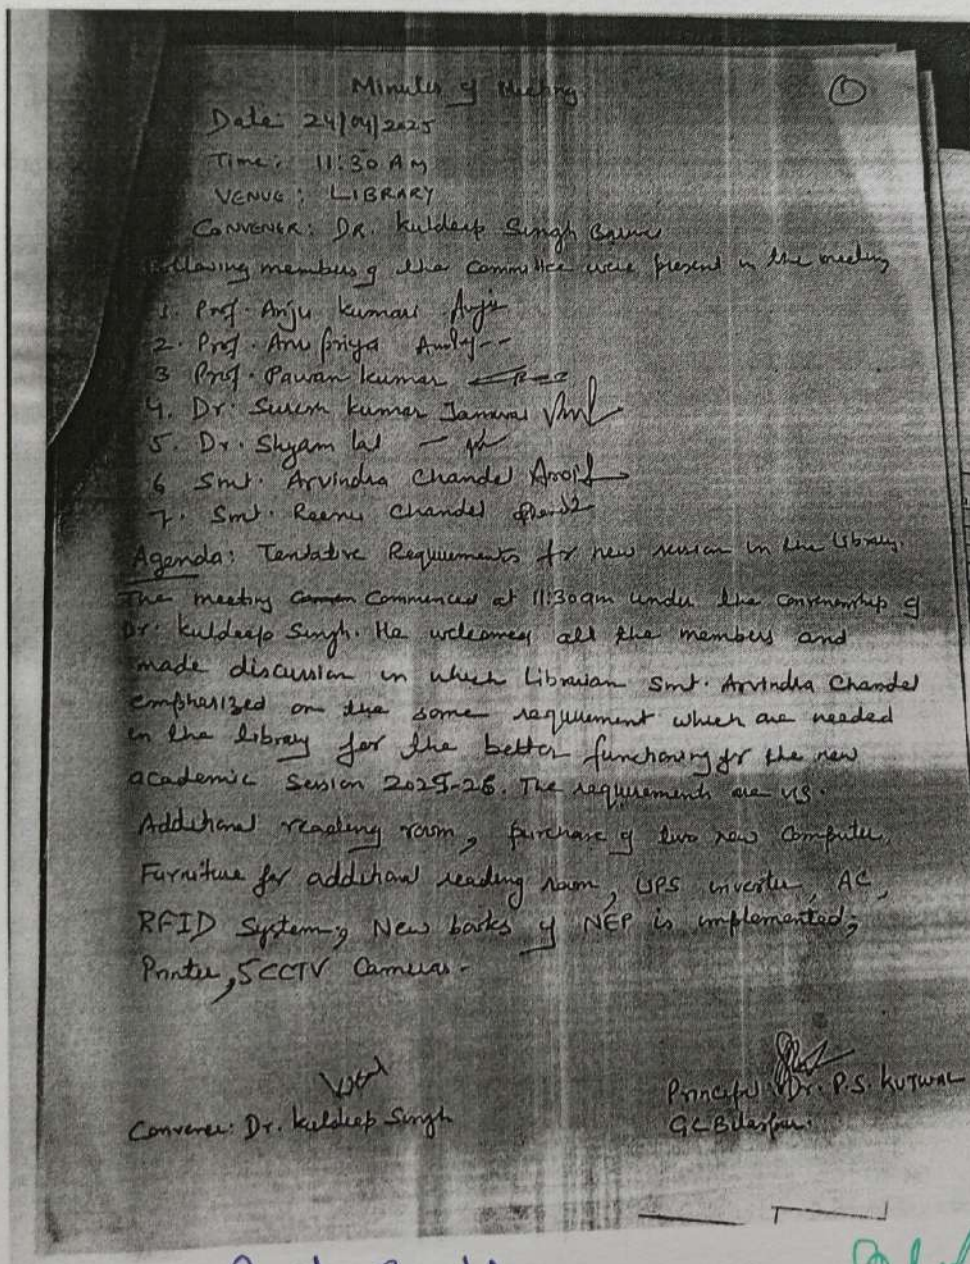 Minutes of Meeting
①
Date: 24/04/2025
Time: 11:30 AM
VENUE: LIBRARY
CONVENER: DR. Kuldeep Singh
Following members of the committee were present in the meeting
1. Prof. Anju Kumari Anju
2. Prof. Anu priya
3 Prof. Pawan Kumar
4. Dr. Suresh Kumar
5. Dr. Shyam lal
6 Smt. Arvindra Chandel
7. Smt. Reenu Chandel
Agenda: Tentative Requirements for new session in the library.
The meeting Commenced at 11:30am under the convenership of
Dr. Kuldeep Singh. He welcomed all the members and
made discussion in which Librarian Smt. Arvindra Chandel
emphasized on the some requirement which are needed
in the library for the better functioning for the new
academic Session 2025-26. The requirements are viz.
Additional reading room, purchase of two new Computer,
Furniture for additional reading room, UPS inverter, AC,
RFID System, New books if NEP is implemented,
Printer, 5 CCTV Cameras.
Principal Dr. P.S. KUTWAL
Convener: Dr. Kuldeep Singh
GC Bilaspur.